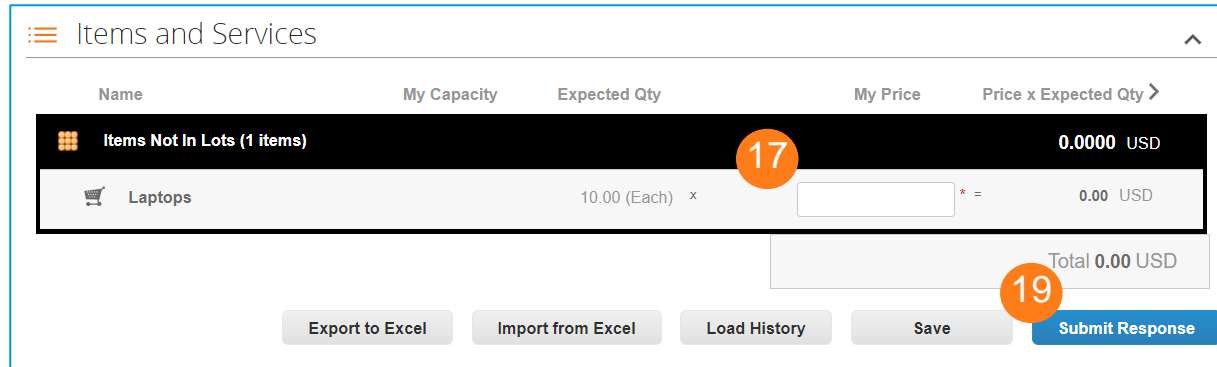 Items and Services
Name My Capacity Expected Qty My Price Price x Expected Qty
Items Not In Lots (1 items) 17 0.0000 USD
Laptops 10.00 (Each) x * = 0.00 USD
Total 0.00 USD
19
Export to Excel Import from Excel Load History Save Submit Response